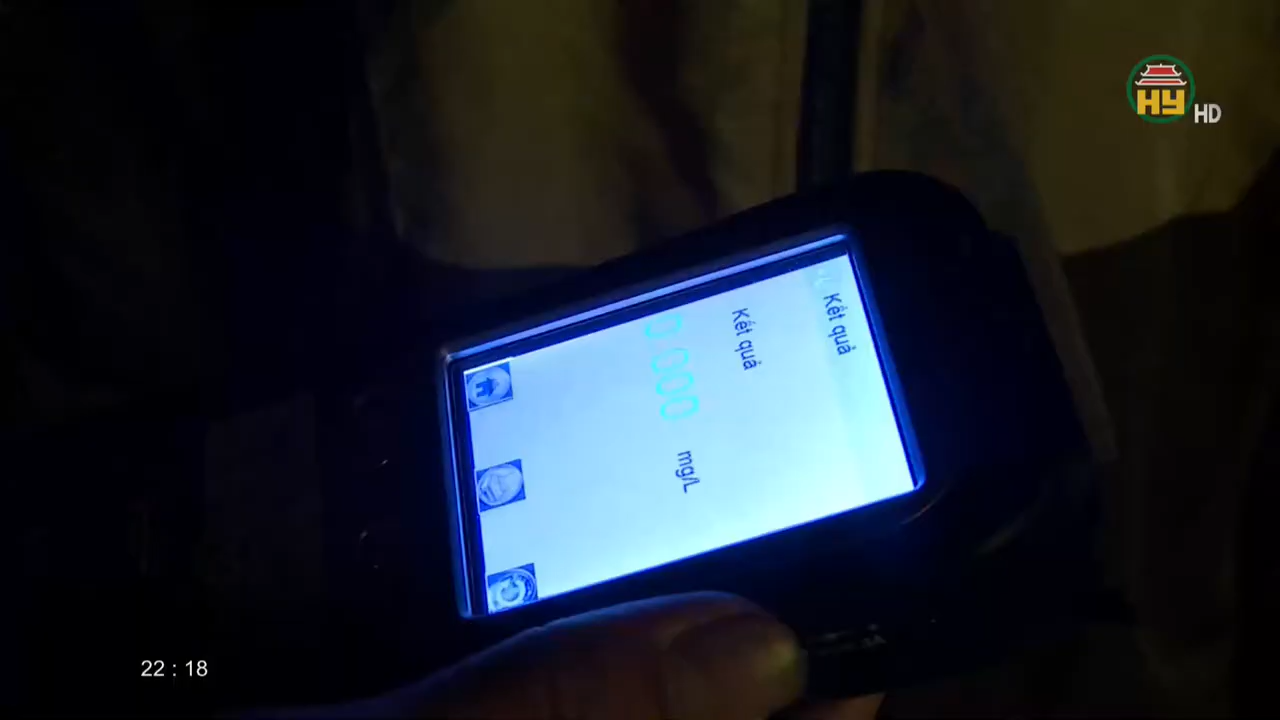 HY
HD
Kết quả
Kết quả
0.000 mg/L
22 : 18